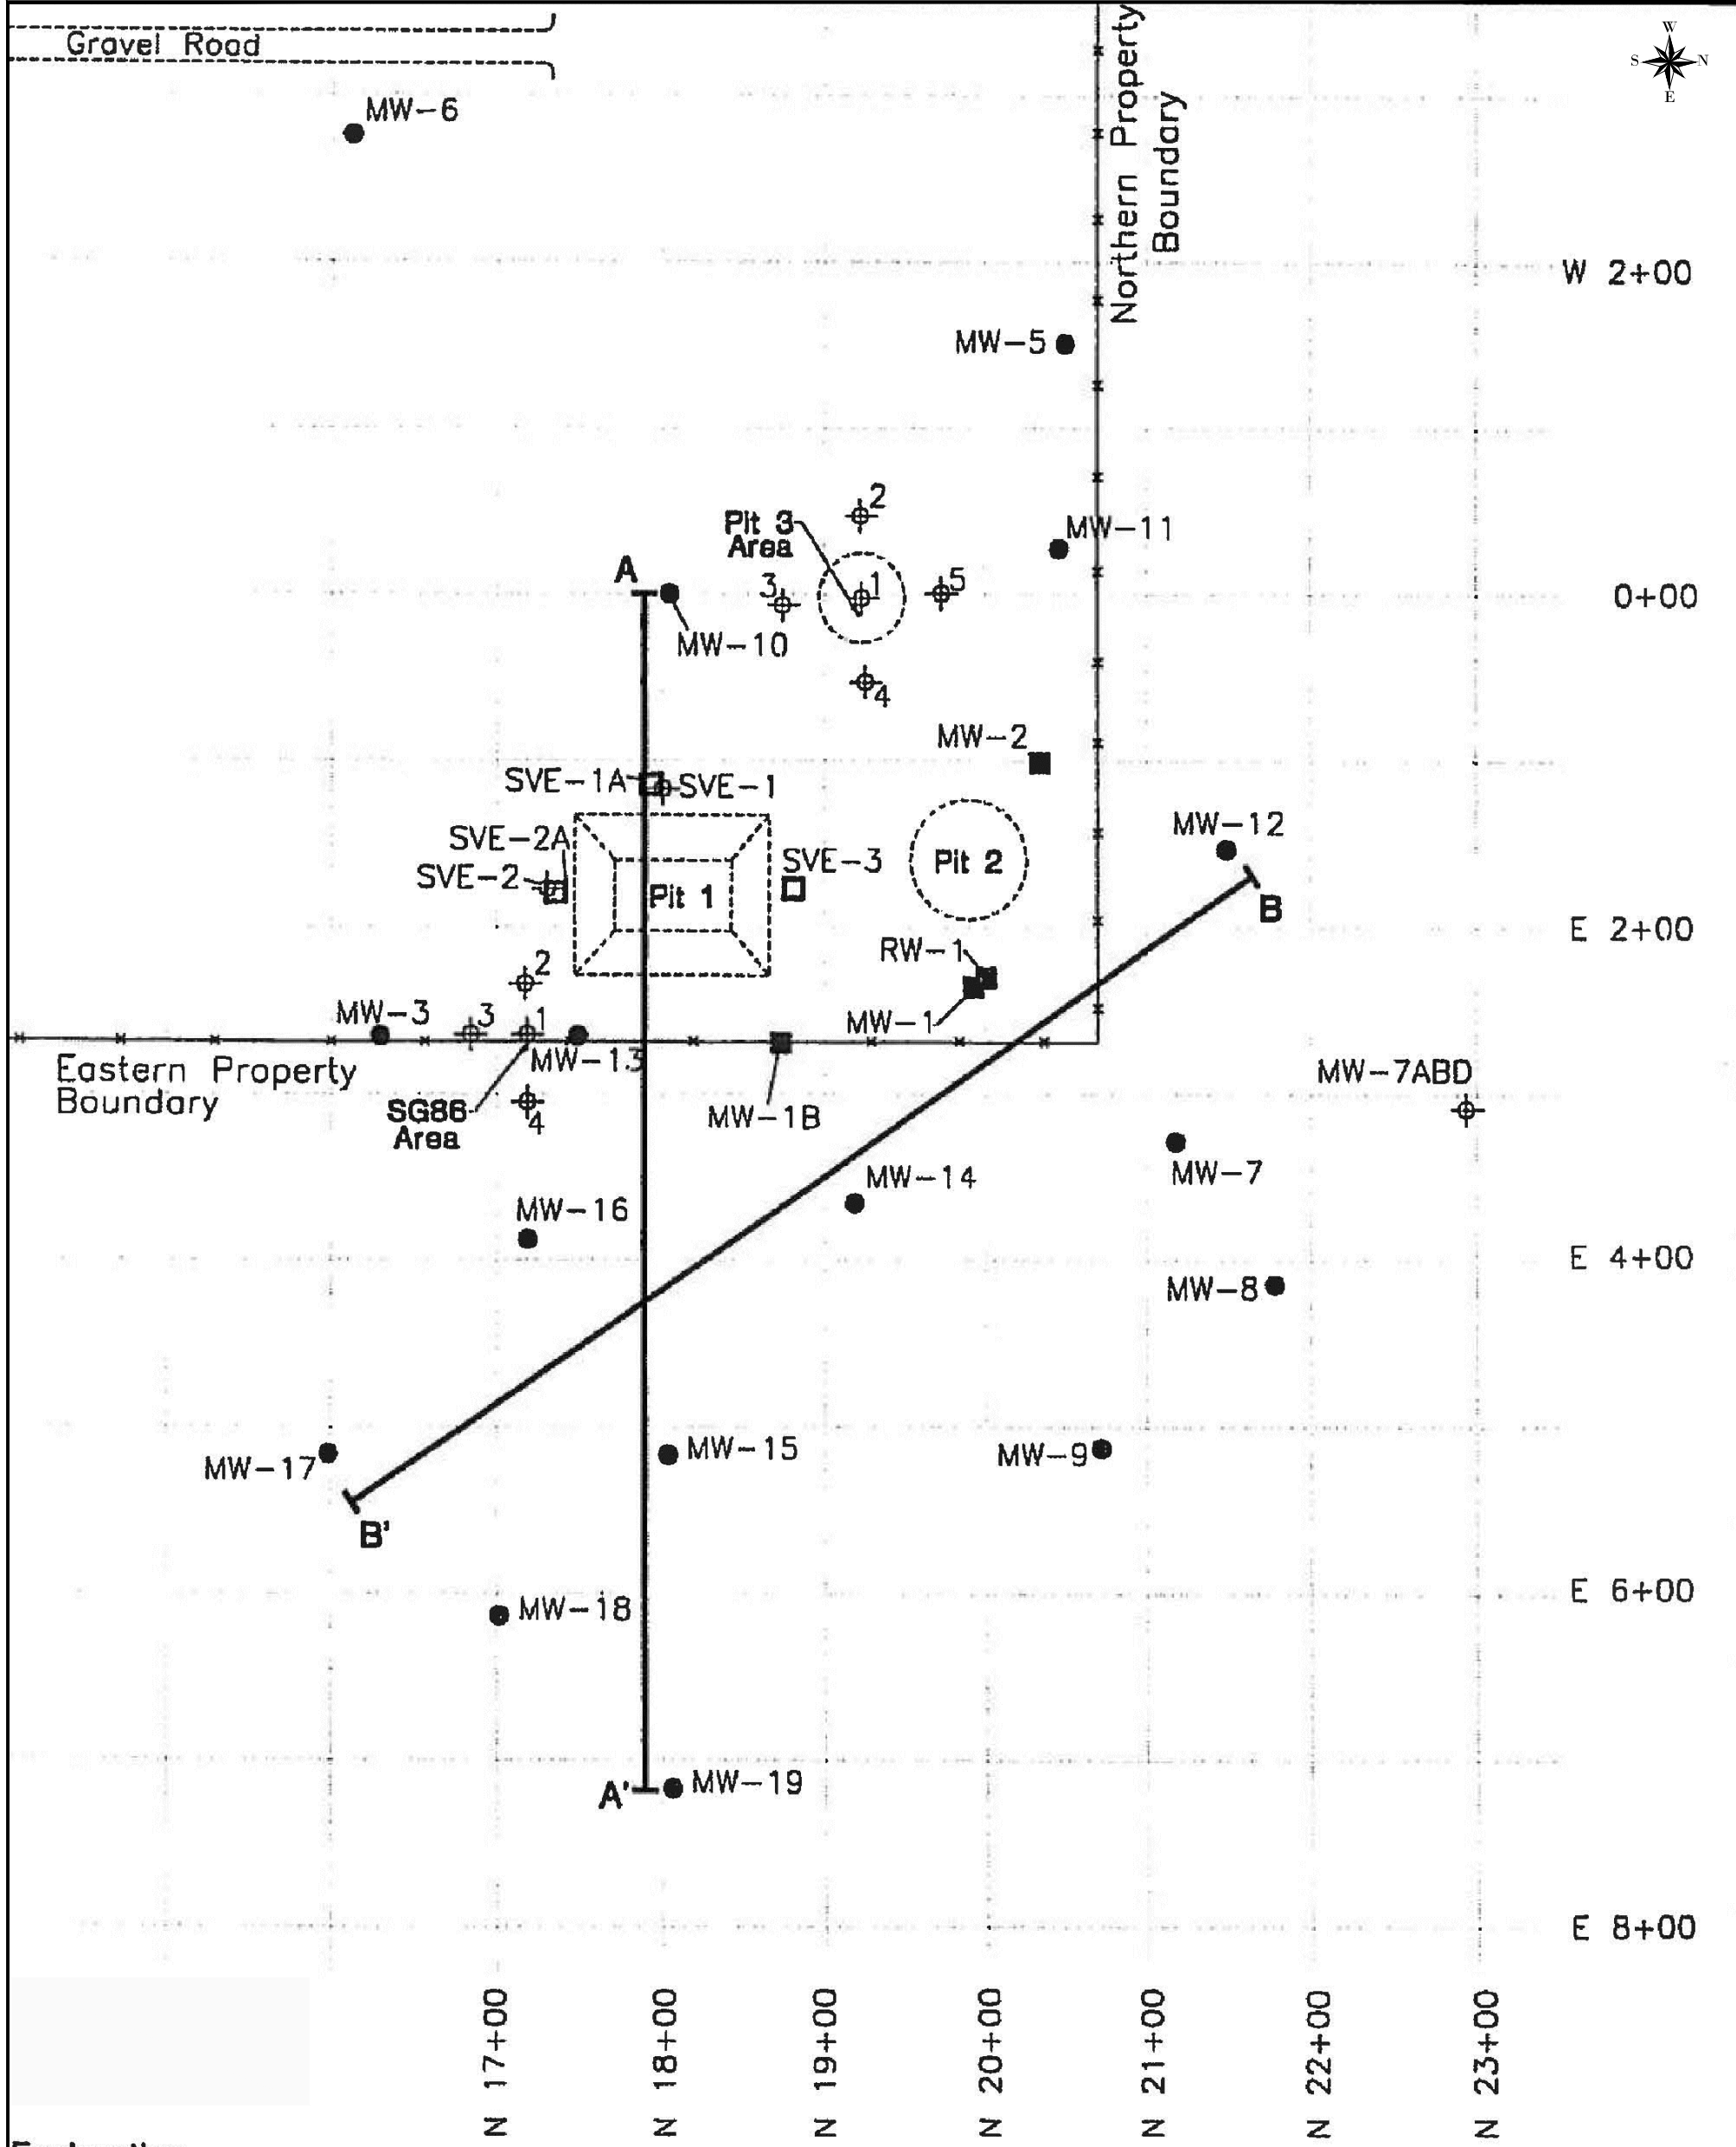 Gravel Road
W
S
N
E
MW-6
Northern Property
Boundary
W 2+00
MW-5
2
Pit 3
Area
MW-11
A
3
1
5
0+00
MW-10
4
MW-2
SVE-1A
SVE-1
MW-12
SVE-2A
SVE-3
Pit 2
SVE-2
Pit 1
B
E 2+00
RW-1
2
MW-3
3
1
MW-1
MW-13
Eastern Property
Boundary
MW-7ABD
SG86
Area
4
MW-1B
MW-7
MW-14
MW-16
E 4+00
MW-8
MW-17
MW-15
MW-9
B'
E 6+00
MW-18
A'
MW-19
E 8+00
N 17+00
N 18+00
N 19+00
N 20+00
N 21+00
N 22+00
N 23+00